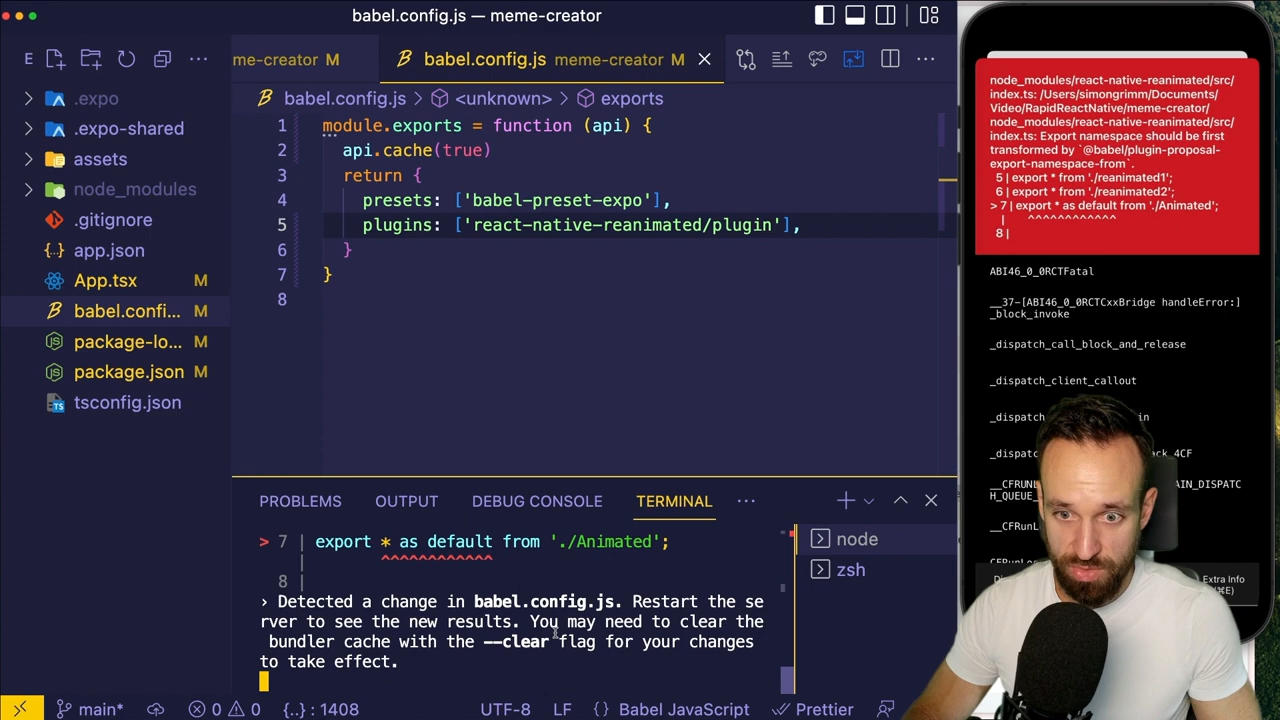 babel.config.js — meme-creator
E
me-creator M
babel.config.js meme-creator M
babel.config.js > <unknown> > exports
.expo
.expo-shared
assets
node_modules
.gitignore
app.json
App.tsx M
babel.confi... M
package-lo... M
package.json M
tsconfig.json
1 module.exports = function (api) {
2 api.cache(true)
3 return {
4 presets: ['babel-preset-expo'],
5 plugins: ['react-native-reanimated/plugin'],
6 }
7 }
8
PROBLEMS OUTPUT DEBUG CONSOLE TERMINAL
> 7 | export * as default from './Animated';
| ^^^^^^^^^^^^
8 |
› Detected a change in babel.config.js. Restart the se
rver to see the new results. You may need to clear the
bundler cache with the --clear flag for your changes
to take effect.
node
zsh
main* 0 0 {..} : 1408 UTF-8 LF {} Babel JavaScript Prettier
node_modules/react-native-reanimated/src/
index.ts: /Users/simongrimm/Documents/
Video/RapidReactNative/meme-creator/
node_modules/react-native-reanimated/src/
index.ts: Export namespace should be first
transformed by `@babel/plugin-proposal-
export-namespace-from`.
5 | export * from './reanimated1';
6 | export * from './reanimated2';
> 7 | export * as default from './Animated';
| ^^^^^^^^^^^^
8 |
ABI46_0_0RCTFatal
__37-[ABI46_0_0RCTCxxBridge handleError:]
_block_invoke
_dispatch_call_block_and_release
_dispatch_client_callout
Extra Info